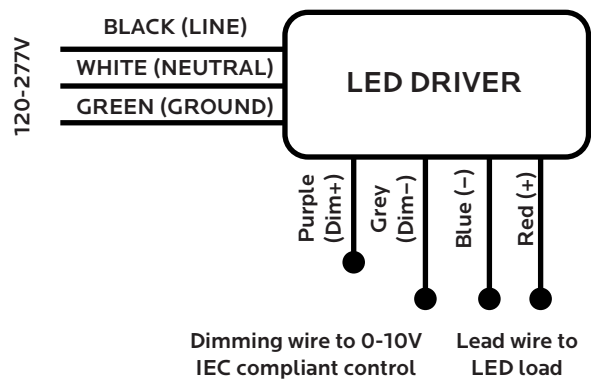 BLACK (LINE)
WHITE (NEUTRAL)
GREEN (GROUND)
120-277V
LED DRIVER
Purple
(Dim+)
Grey
(Dim−)
Blue (−)
Red (+)
Dimming wire to 0-10V
IEC compliant control
Lead wire to
LED load